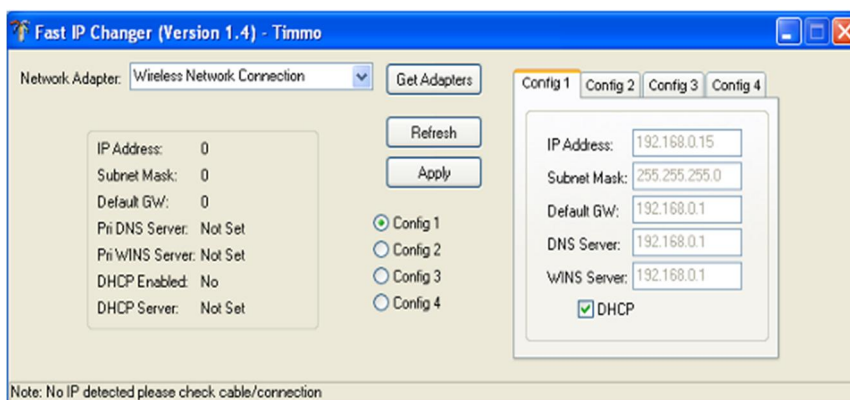 Fast IP Changer (Version 1.4) - Timmo
Network Adapter: Wireless Network Connection
Get Adapters
Refresh
Apply
IP Address: 0
Subnet Mask: 0
Default GW: 0
Pri DNS Server: Not Set
Pri WINS Server: Not Set
DHCP Enabled: No
DHCP Server: Not Set
Config 1
Config 2
Config 3
Config 4
Config 1 Config 2 Config 3 Config 4
IP Address: 192.168.0.15
Subnet Mask: 255.255.255.0
Default GW: 192.168.0.1
DNS Server: 192.168.0.1
WINS Server: 192.168.0.1
DHCP
Note: No IP detected please check cable/connection